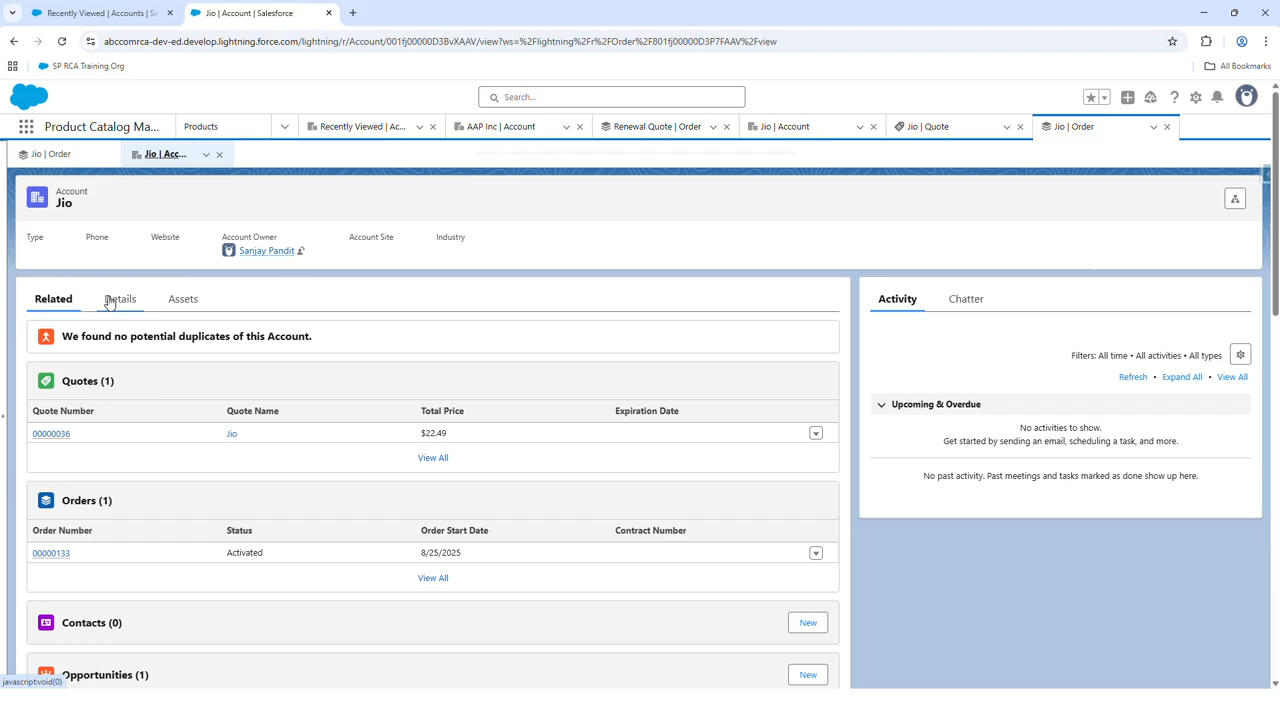 Recently Viewed | Accounts | Sa
Jio | Account | Salesforce
abccomrca-dev-ed.develop.lightning.force.com/lightning/r/Account/001fj00000D3BvXAAV/view?ws=%2Flightning%2Fr%2FOrder%2F801fj00000D3P7FAAV%2Fview
SP RCA Training Org
All Bookmarks
Search...
Product Catalog Ma...
Products
Recently Viewed | Ac...
AAP Inc | Account
Renewal Quote | Order
Jio | Account
Jio | Quote
Jio | Order
Jio | Order
Jio | Acc...
Account
Jio
Type
Phone
Website
Account Owner
Account Site
Industry
Sanjay Pandit
Related
Details
Assets
Activity
Chatter
We found no potential duplicates of this Account.
Filters: All time • All activities • All types
Refresh • Expand All • View All
Quotes (1)
Upcoming & Overdue
Quote Number
Quote Name
Total Price
Expiration Date
No activities to show.
00000036
Jio
$22.49
Get started by sending an email, scheduling a task, and more.
View All
No past activity. Past meetings and tasks marked as done show up here.
Orders (1)
Order Number
Status
Order Start Date
Contract Number
00000133
Activated
8/25/2025
View All
Contacts (0)
New
Opportunities (1)
New
javascript:void(0)